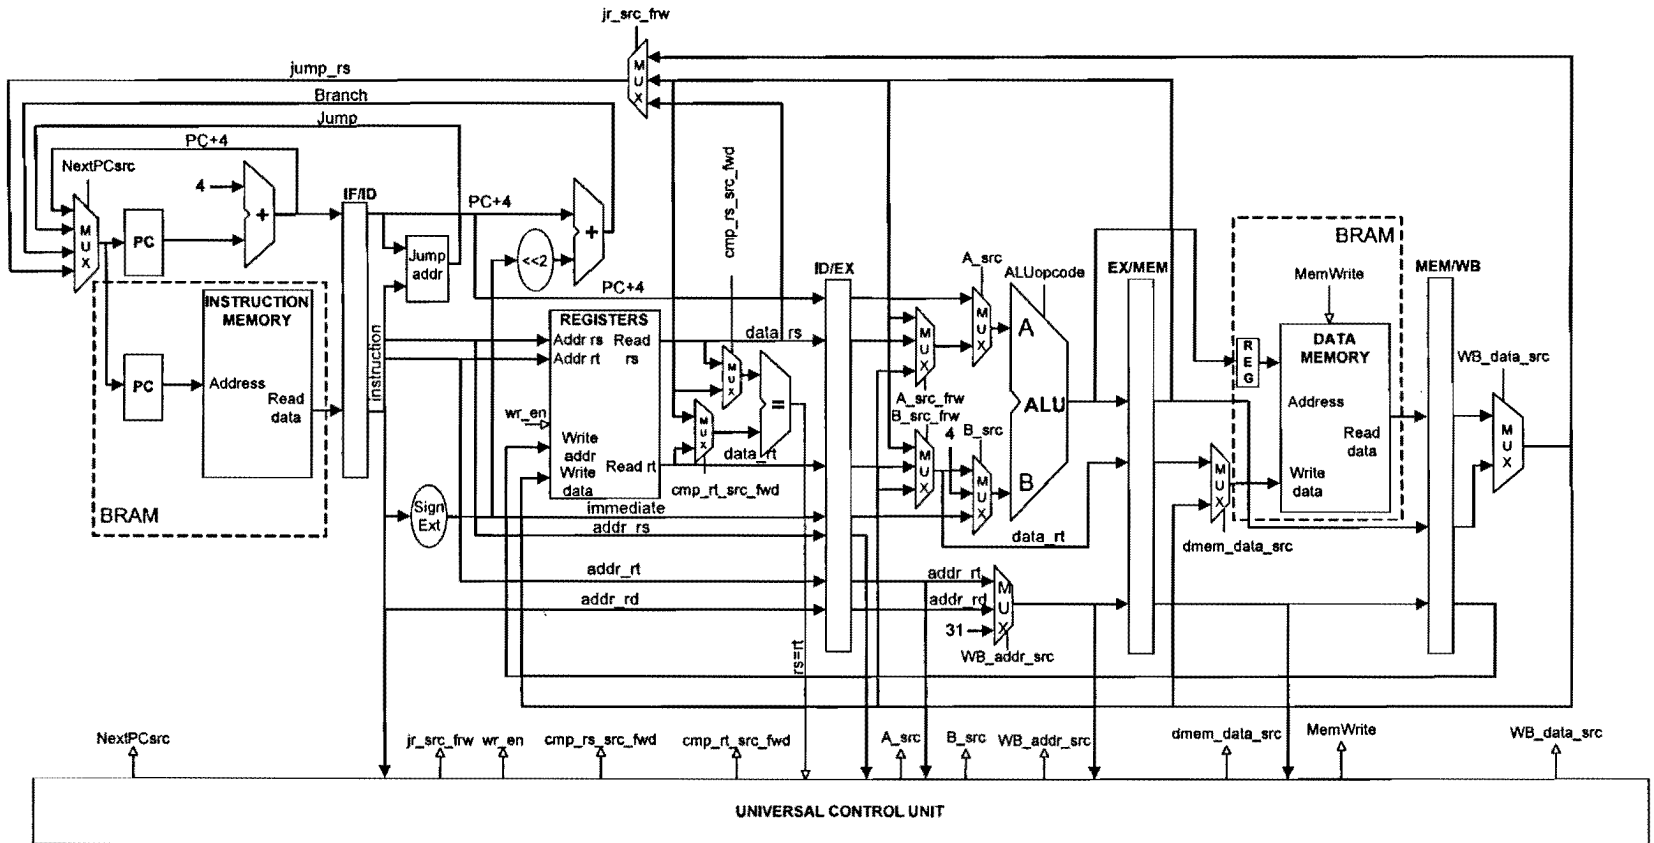 jr_src_frw
M
U
X
jump_rs
Branch
Jump
PC+4
NextPCsrc
4
+
IF/ID
PC+4
M
U
X
PC
Jump
addr
<<2
+
cmp_rs_src_fwd
BRAM
MemWrite
A_src
ALUopcode
ID/EX
EX/MEM
MEM/WB
PC+4
INSTRUCTION
MEMORY
REGISTERS
Addr rs
Read
rs
Addr rt
data_rs
instruction
PC
Address
Read
data
M
U
X
=
M
U
X
M
U
X
A
R
E
G
DATA
MEMORY
WB_data_src
A_src_frw
B_src_frw
ALU
Address
wr_en
Write
addr
Write
data
Read rt
M
U
X
data_rt
cmp_rt_src_fwd
4
B_src
M
U
X
M
U
X
B
M
U
X
Read
data
Write
data
M
U
X
BRAM
Sign
Ext
immediate
addr_rs
data_rt
dmem_data_src
addr_rt
addr_rd
addr_rt
addr_rd
31
M
U
X
WB_addr_src
rs=rt
NextPCsrc
jr_src_frw
wr_en
cmp_rs_src_fwd
cmp_rt_src_fwd
A_src
B_src
WB_addr_src
dmem_data_src
MemWrite
WB_data_src
UNIVERSAL CONTROL UNIT